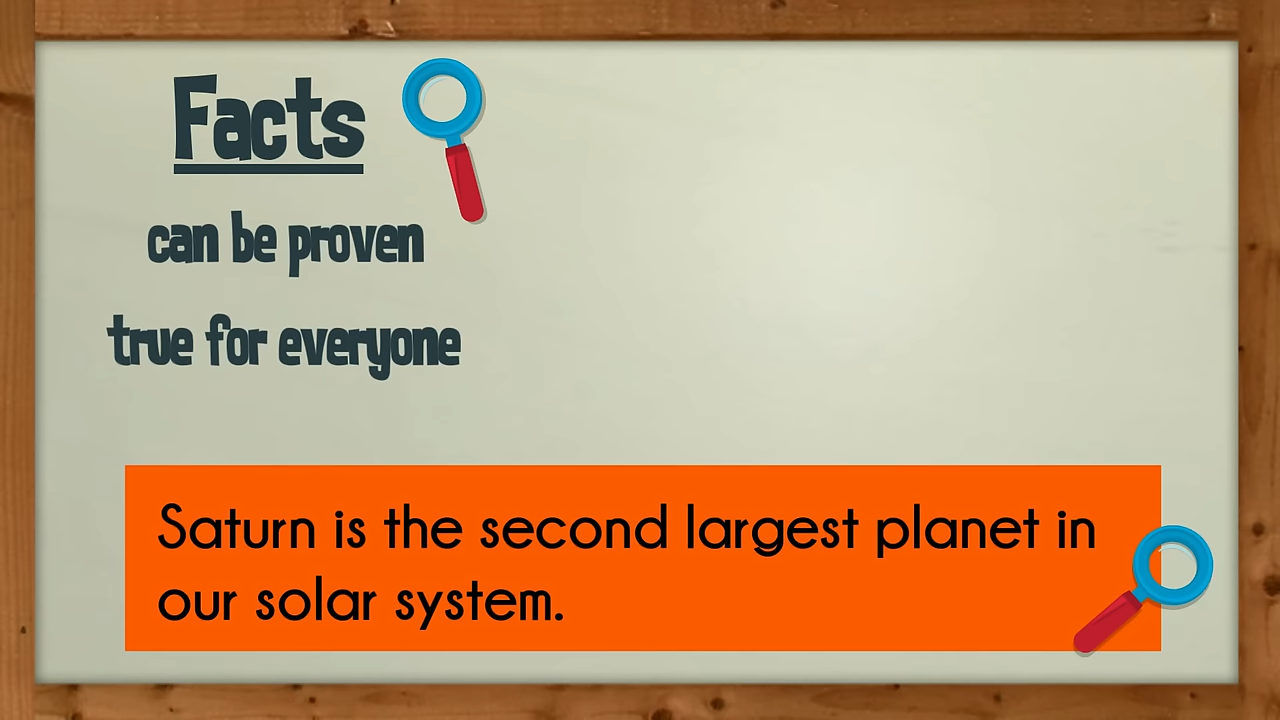 Facts
can be proven
true for everyone
Saturn is the second largest planet in
our solar system.